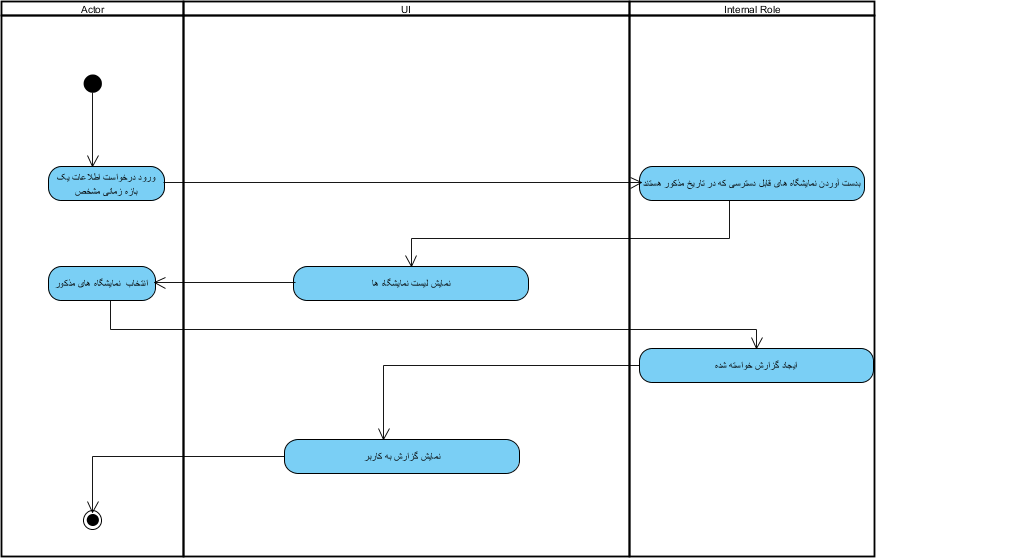 Actor
UI
Internal Role
ورود درخواست اطلاعات یک
بازه زمانی مشخص
بدست آوردن نمایشگاه های قابل دسترسی که در تاریخ مذکور هستند
نمایش لیست نمایشگاه ها
انتخاب نمایشگاه های مذکور
ایجاد گزارش خواسته شده
نمایش گزارش به کاربر